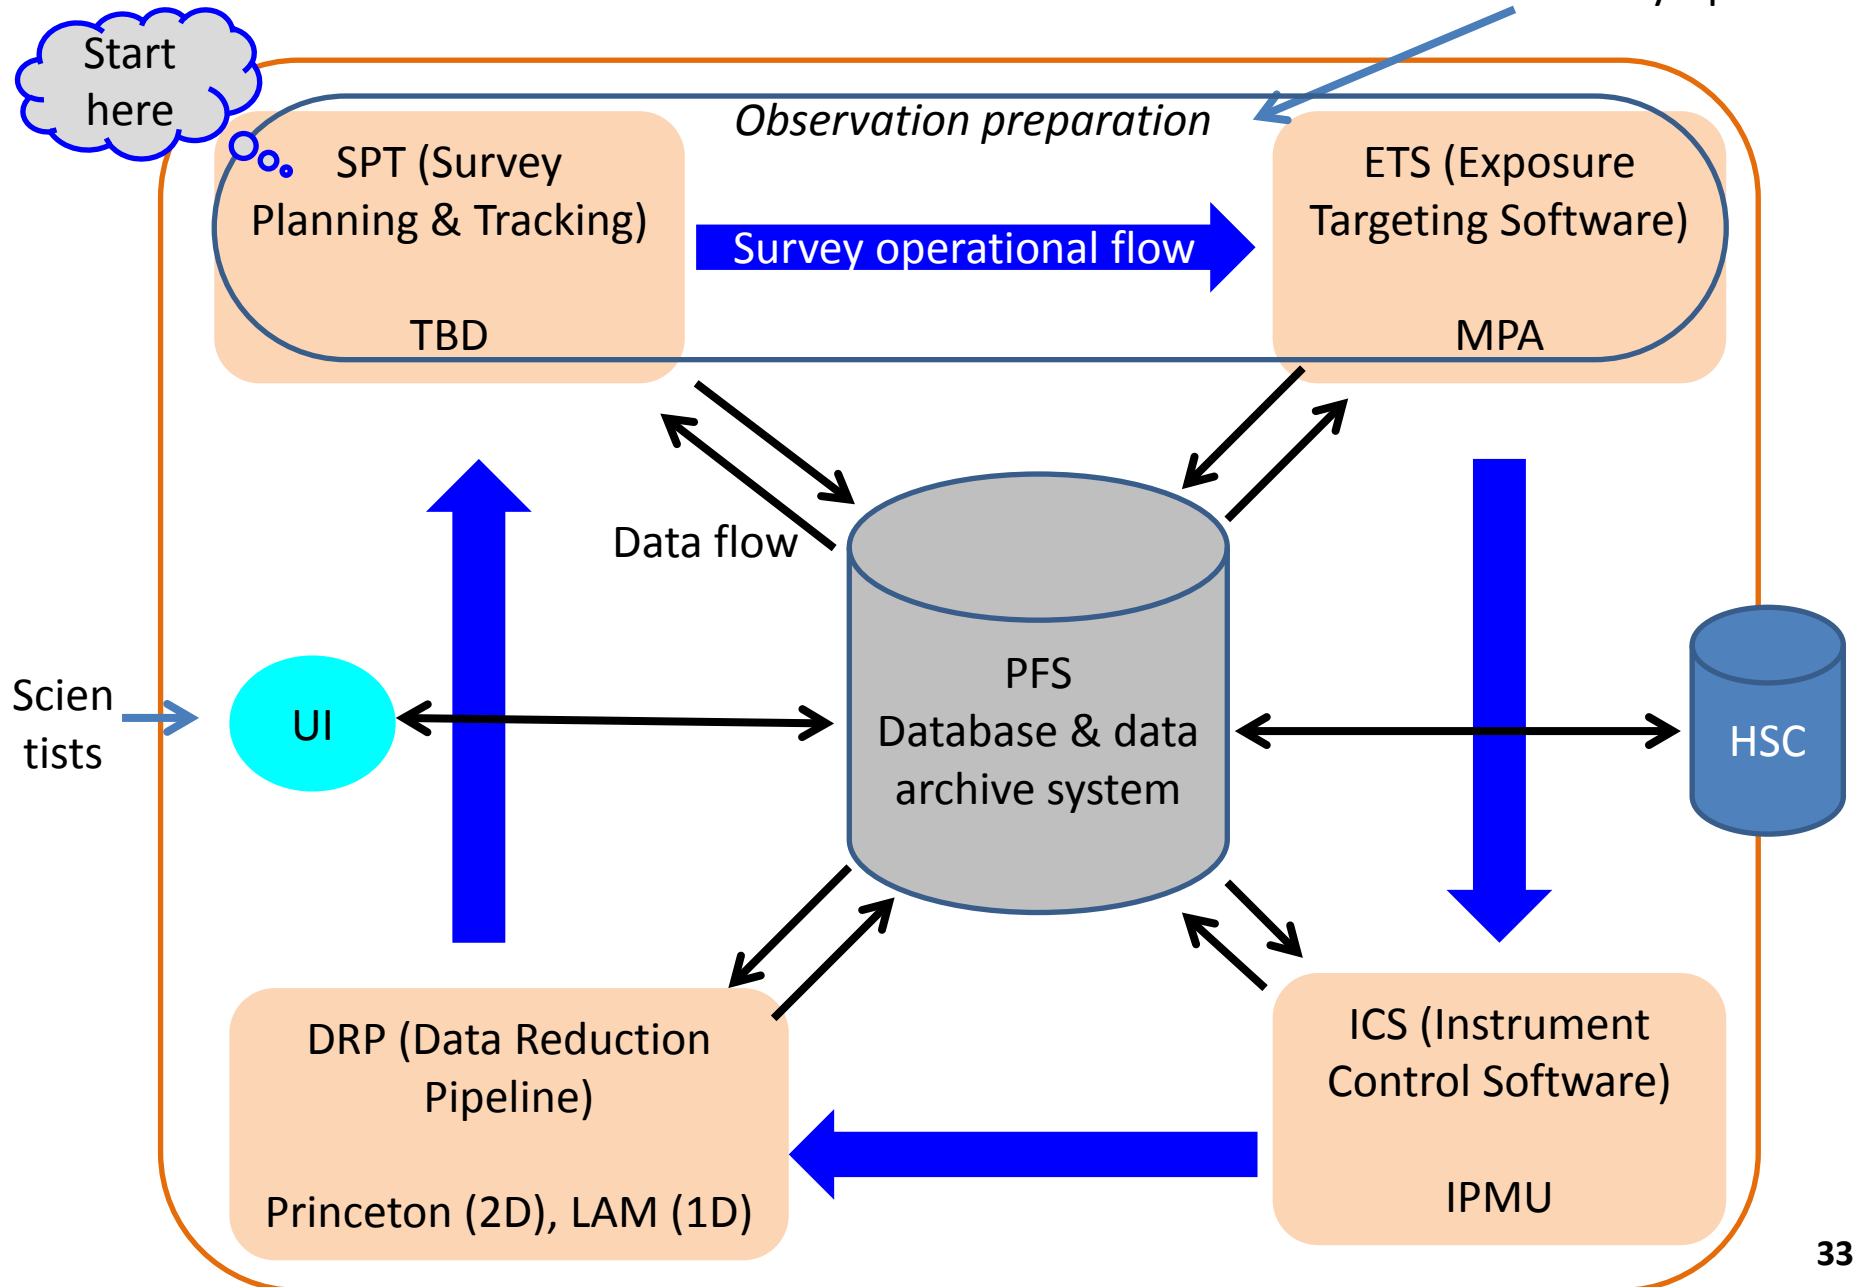 Start
here
Observation preparation
SPT (Survey
Planning & Tracking)
TBD
Survey operational flow
ETS (Exposure
Targeting Software)
MPA
Data flow
Scien
tists
UI
PFS
Database & data
archive system
HSC
DRP (Data Reduction
Pipeline)
Princeton (2D), LAM (1D)
ICS (Instrument
Control Software)
IPMU
33